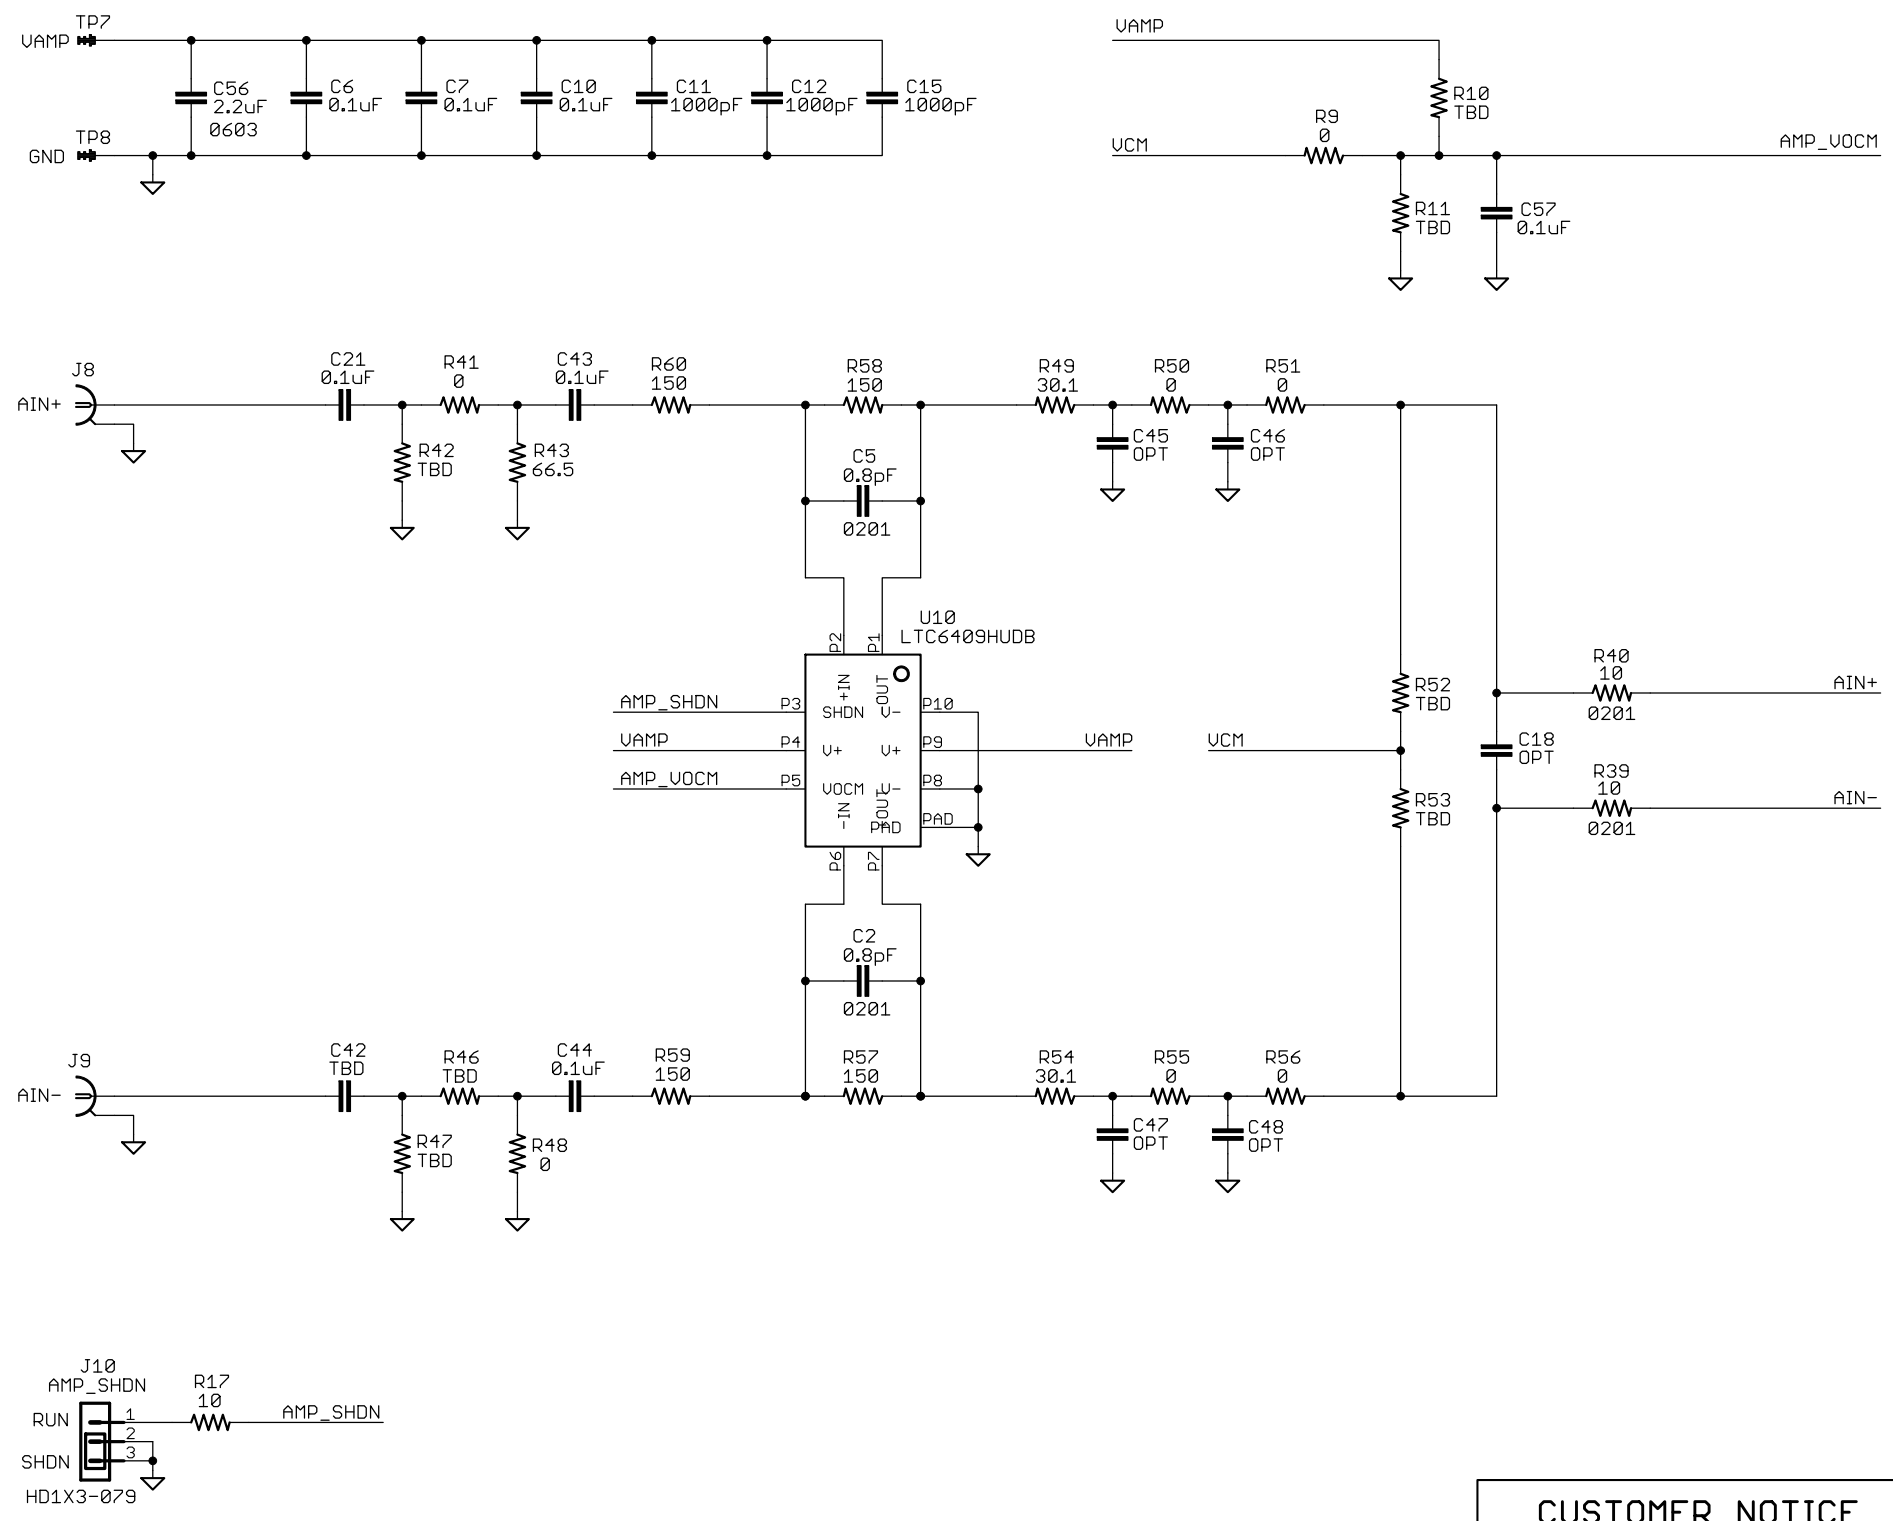 TP7
VAMP
C56
2.2uF
0603
C6
0.1uF
C7
0.1uF
C10
0.1uF
C11
1000pF
C12
1000pF
C15
1000pF
TP8
GND
VAMP
R10
TBD
R9
0
VCM
AMP_VOCM
R11
TBD
C57
0.1uF
J8
AIN+
C21
0.1uF
R41
0
C43
0.1uF
R60
150
R58
150
R49
30.1
R50
0
R51
0
R42
TBD
R43
66.5
C5
0.8pF
0201
C45
OPT
C46
OPT
U10
LTC6409HUDB
P2
P1
+IN
-OUT
AMP_SHDN
P3
SHDN
V-
P10
VAMP
P4
V+
V+
P9
VAMP
AMP_VOCM
P5
VOCM
V-
P8
-IN
+OUT
PAD
PAD
P6
P7
VCM
R52
TBD
R53
TBD
C18
OPT
R40
10
0201
AIN+
R39
10
0201
AIN-
C2
0.8pF
0201
J9
AIN-
C42
TBD
R46
TBD
C44
0.1uF
R59
150
R57
150
R54
30.1
R55
0
R56
0
R47
TBD
R48
0
C47
OPT
C48
OPT
J10
AMP_SHDN
RUN
1
2
3
SHDN
HD1X3-079
R17
10
AMP_SHDN
CUSTOMER NOTICE